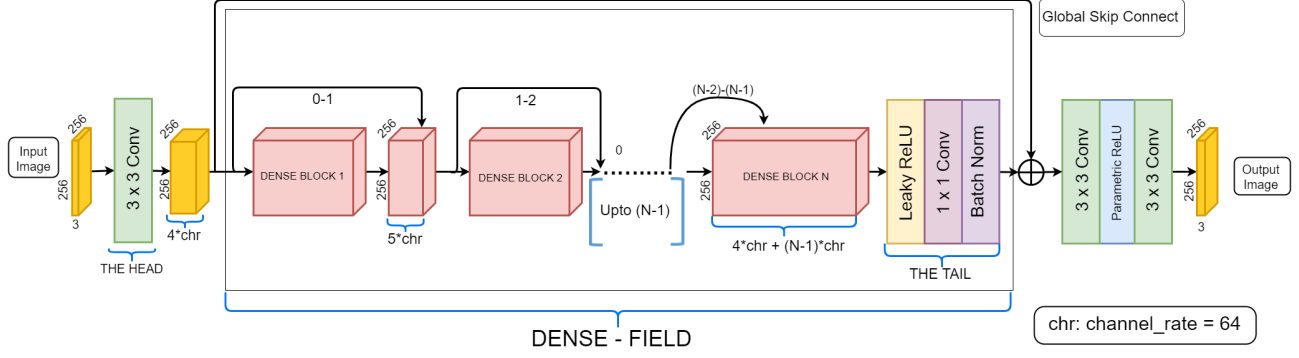 Global Skip Connect
Input
Image
256
256
3
3 x 3 Conv
THE HEAD
256
256
4*chr
0-1
DENSE BLOCK 1
5*chr
1-2
DENSE BLOCK 2
0
Upto (N-1)
(N-2)-(N-1)
256
256
DENSE BLOCK N
4*chr + (N-1)*chr
Leaky ReLU
1 x 1 Conv
Batch Norm
THE TAIL
3 x 3 Conv
Parametric ReLU
3 x 3 Conv
256
256
3
Output
Image
DENSE - FIELD
chr: channel_rate = 64